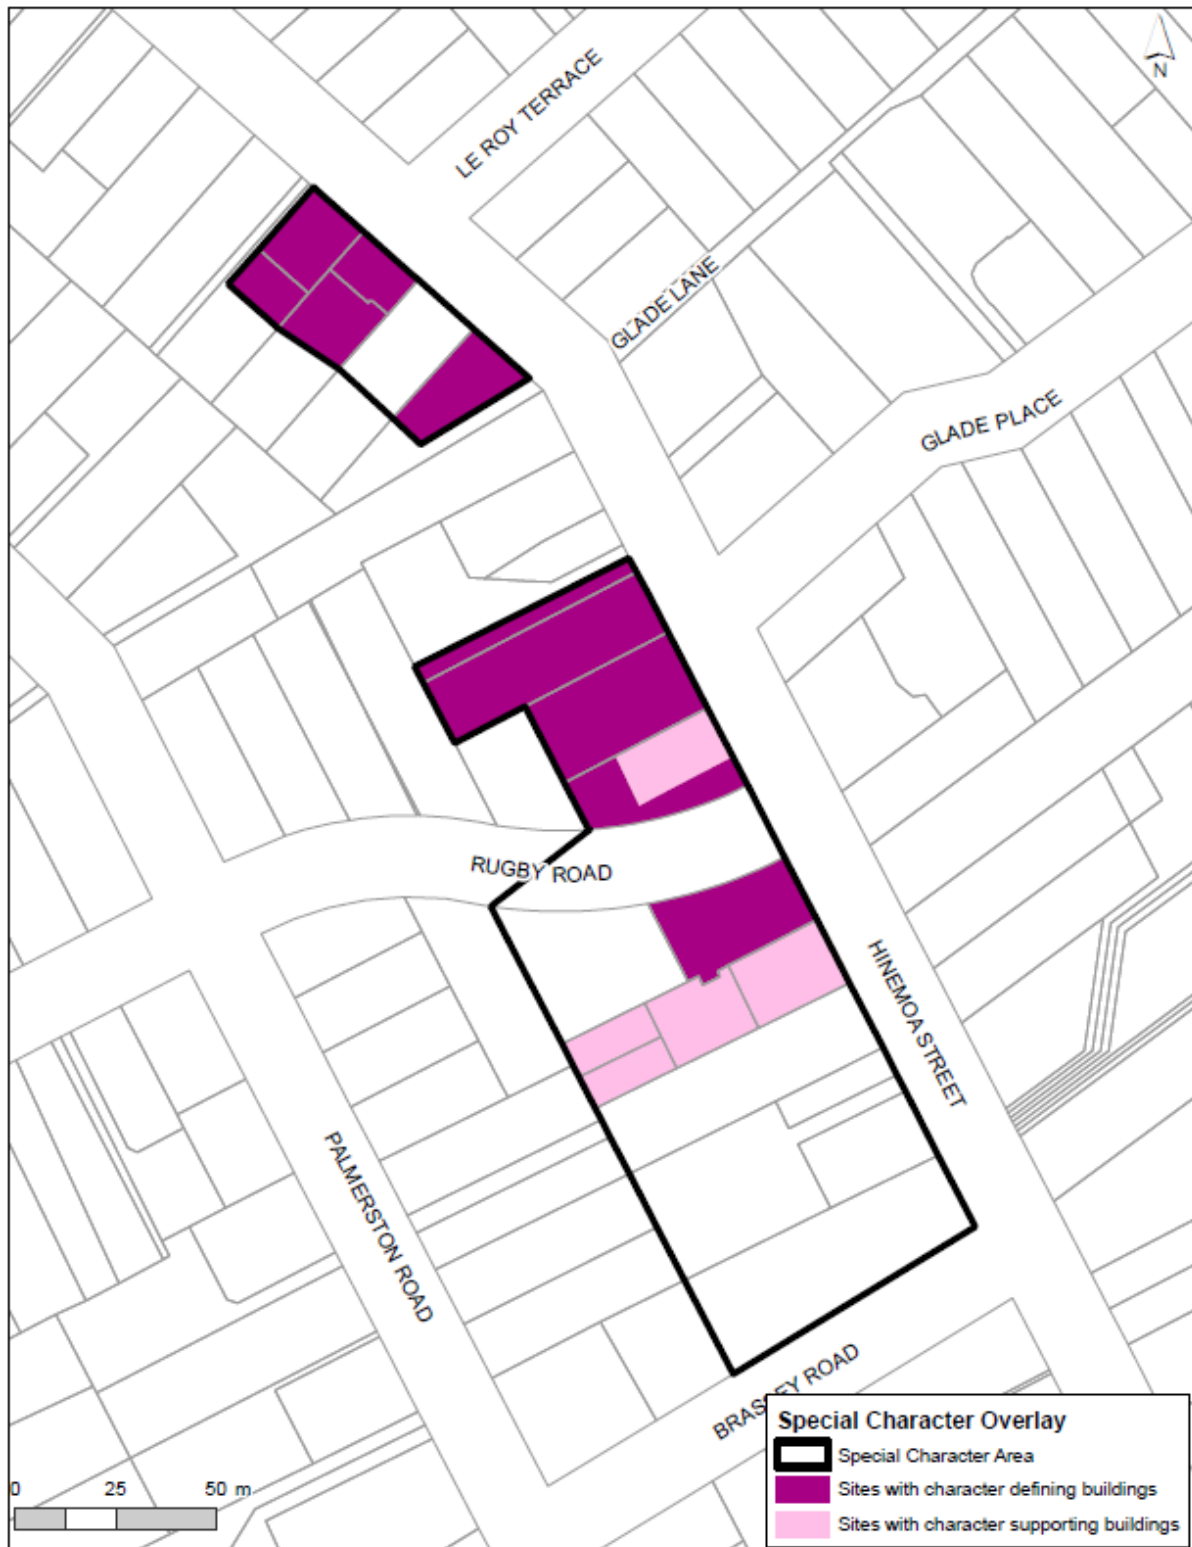 N
LE ROY TERRACE
GLADE LANE
GLADE PLACE
RUGBY ROAD
HINEMOA STREET
PALMERSTON ROAD
BRASSEY ROAD
0 25 50 m
Special Character Overlay
Special Character Area
Sites with character defining buildings
Sites with character supporting buildings